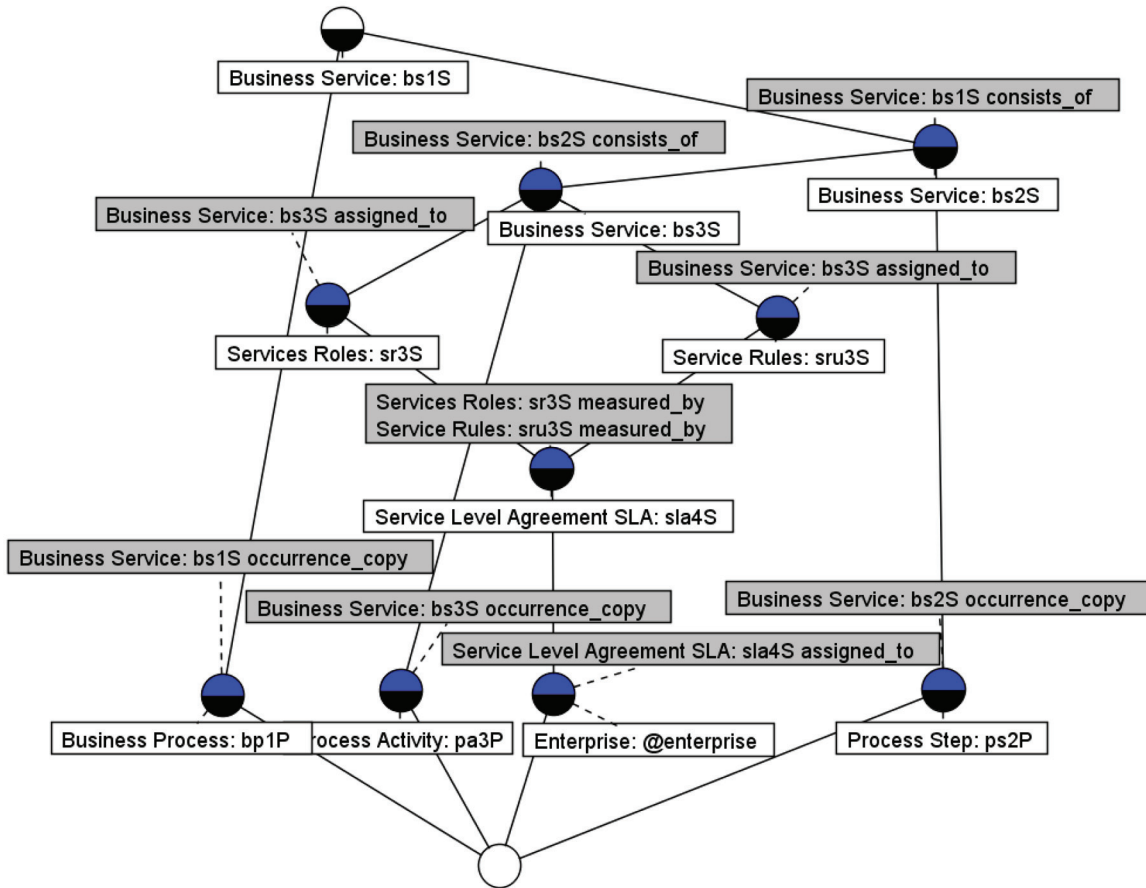 Business Service: bs1S
Business Service: bs1S consists_of
Business Service: bs2S consists_of
Business Service: bs2S
Business Service: bs3S assigned_to
Business Service: bs3S
Business Service: bs3S assigned_to
Services Roles: sr3S
Service Rules: sru3S
Services Roles: sr3S measured_by
Service Rules: sru3S measured_by
Service Level Agreement SLA: sla4S
Business Service: bs1S occurrence_copy
Business Service: bs3S occurrence_copy
Business Service: bs2S occurrence_copy
Service Level Agreement SLA: sla4S assigned_to
Business Process: bp1P
rocess Activity: pa3P
Enterprise: @enterprise
Process Step: ps2P